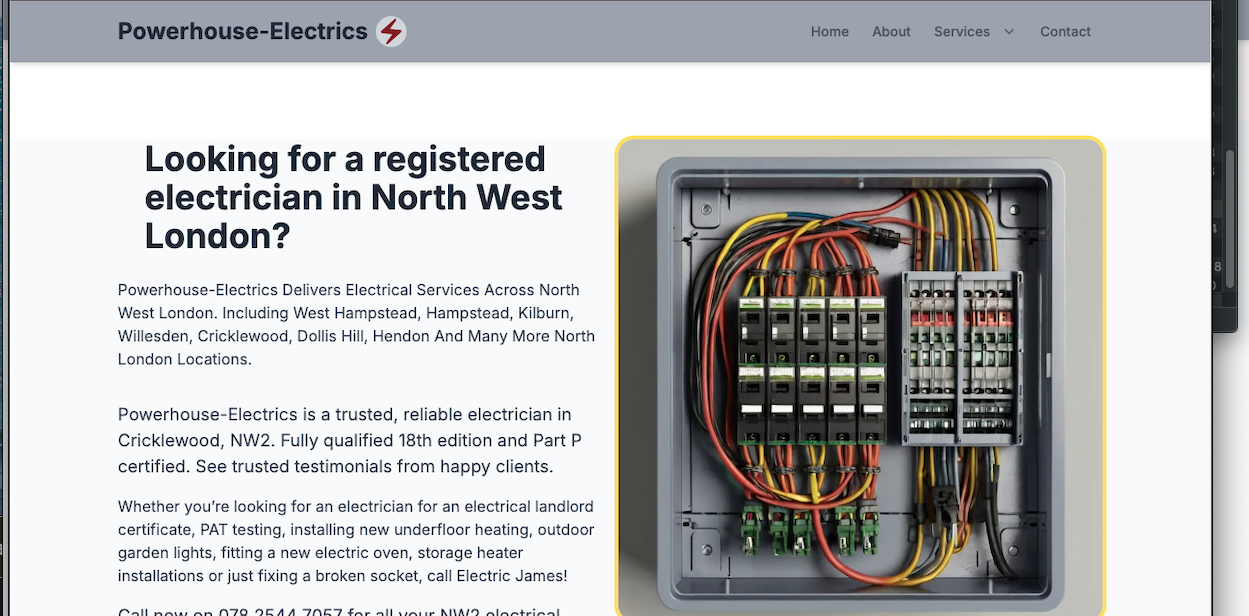 Powerhouse-Electrics
Home About Services Contact
Looking for a registered
electrician in North West
London?
Powerhouse-Electrics Delivers Electrical Services Across North
West London. Including West Hampstead, Hampstead, Kilburn,
Willesden, Cricklewood, Dollis Hill, Hendon And Many More North
London Locations.
Powerhouse-Electrics is a trusted, reliable electrician in
Cricklewood, NW2. Fully qualified 18th edition and Part P
certified. See trusted testimonials from happy clients.
Whether you’re looking for an electrician for an electrical landlord
certificate, PAT testing, installing new underfloor heating, outdoor
garden lights, fitting a new electric oven, storage heater
installations or just fixing a broken socket, call Electric James!
Call now on 078 2544 7057 for all your NW2 electrical